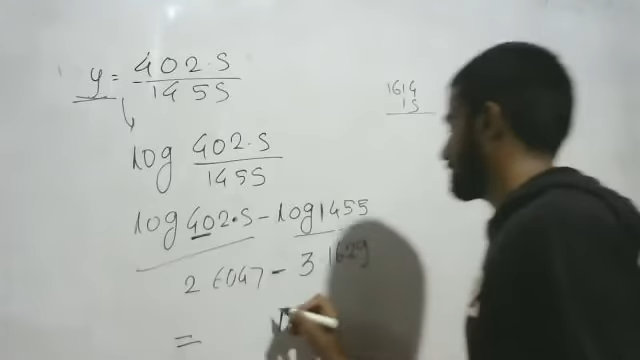 y = 402.5
1455
log 402.5
1455
log 402.5 - log 1455
2 6047 - 3 1629
=
1614
15